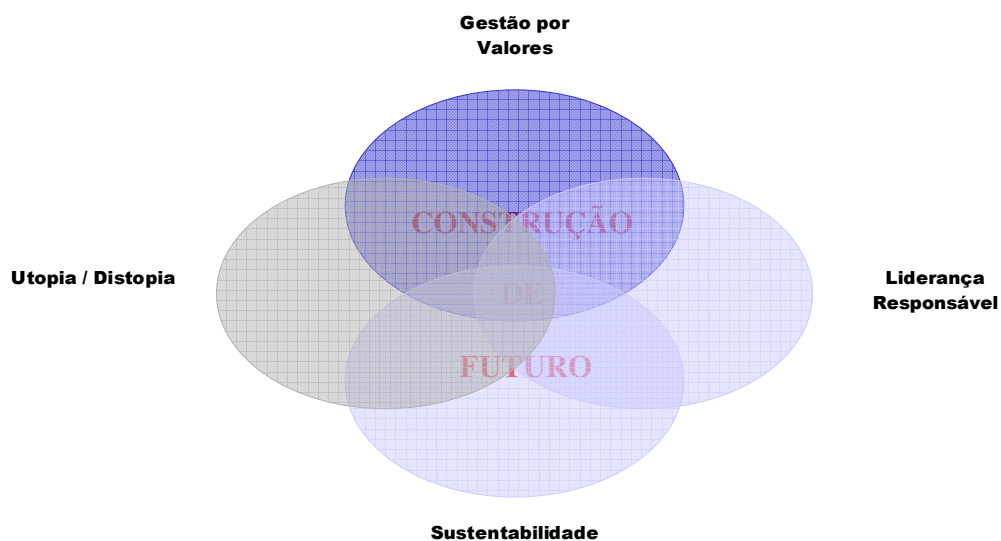 Gestão por
Valores
CONSTRUÇÃO
Utopia / Distopia
Liderança
Responsável
DE
FUTURO
Sustentabilidade